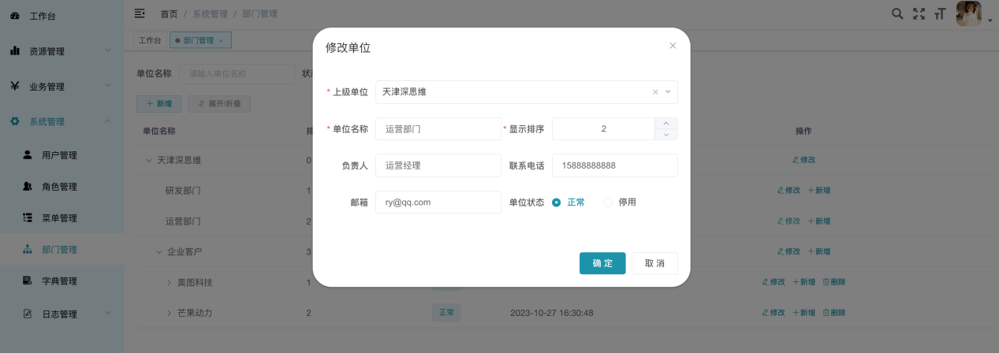 工作台
首页 / 系统管理 / 部门管理
工作台
部门管理 ×
资源管理
业务管理
系统管理
用户管理
角色管理
菜单管理
部门管理
字典管理
日志管理
单位名称 请输入单位名称
+ 新增 展开/折叠
单位名称 操作
天津深思维 0 修改
研发部门 1 修改 +新增
运营部门 2 修改 +新增
企业客户 3 修改 +新增
奥图科技 1 修改 +新增 删除
芒果动力 2 正常 2023-10-27 16:30:48 修改 +新增 删除
修改单位
* 上级单位 天津深思维
* 单位名称 运营部门 * 显示排序 2
负责人 运营经理 联系电话 15888888888
邮箱 ry@qq.com 单位状态 正常 停用
确 定 取 消